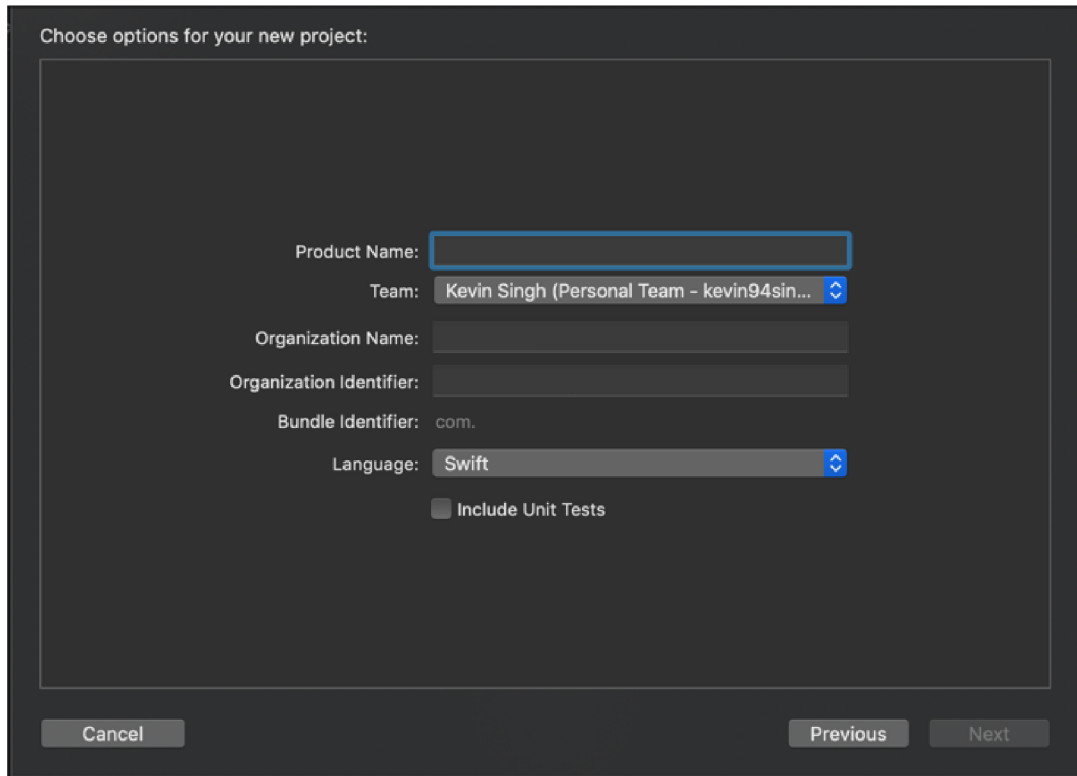 Choose options for your new project:
Product Name:
Team: Kevin Singh (Personal Team - kevin94sin...
Organization Name:
Organization Identifier:
Bundle Identifier: com.
Language: Swift
Include Unit Tests
Cancel Previous Next